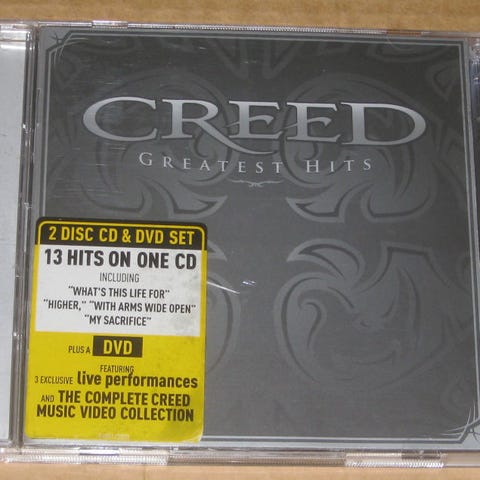 CREED
GREATEST HITS
2 DISC CD & DVD SET
13 HITS ON ONE CD
INCLUDING
"WHAT'S THIS LIFE FOR"
"HIGHER," "WITH ARMS WIDE OPEN"
"MY SACRIFICE"
PLUS A DVD
FEATURING
3 EXCLUSIVE live performances
AND THE COMPLETE CREED
MUSIC VIDEO COLLECTION